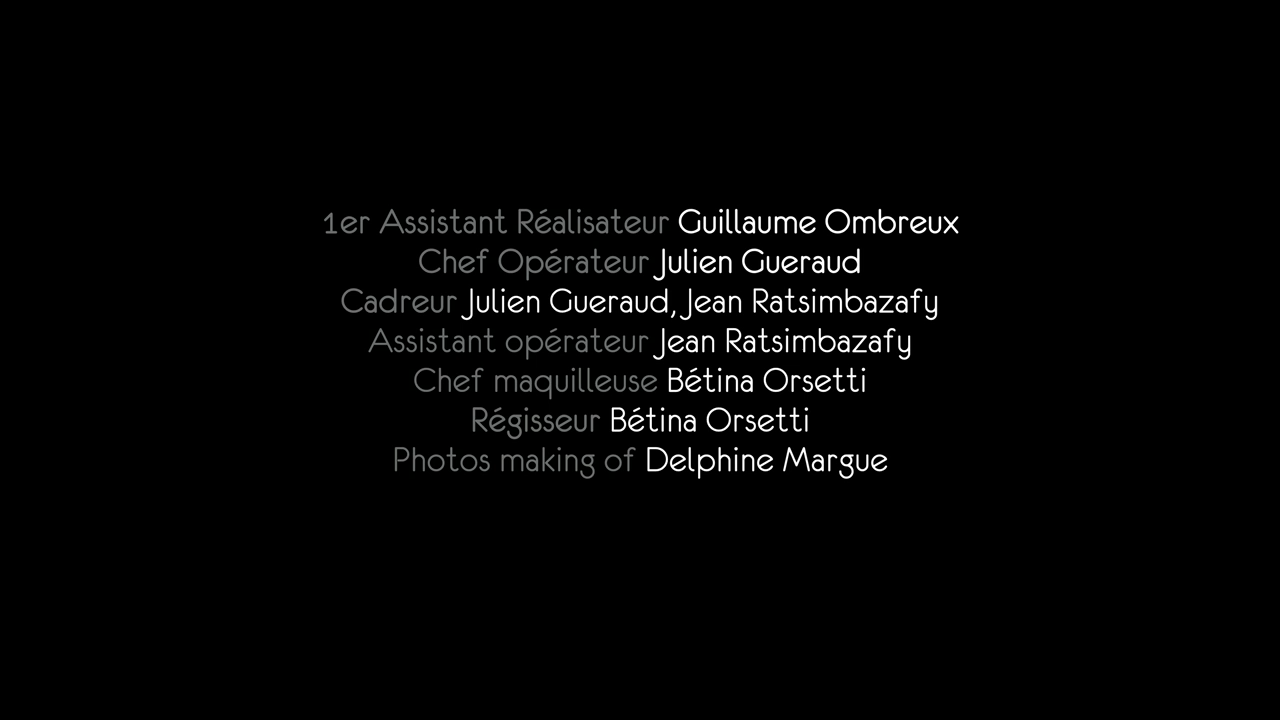 1er Assistant Réalisateur Guillaume Ombreux
Chef Opérateur Julien Gueraud
Cadreur Julien Gueraud, Jean Ratsimbazafy
Assistant opérateur Jean Ratsimbazafy
Chef maquilleuse Bétina Orsetti
Régisseur Bétina Orsetti
Photos making of Delphine Margue